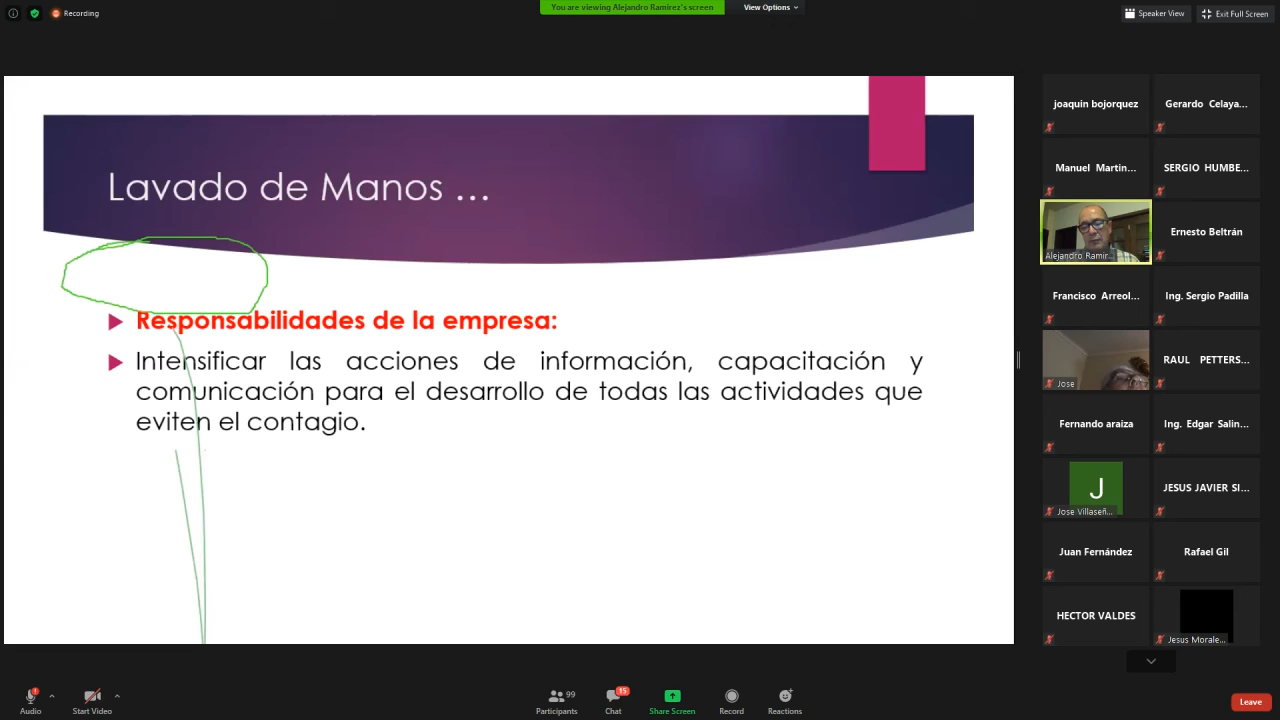 Recording
You are viewing Alejandro Ramirez's screen
View Options
Speaker View
Exit Full Screen
Lavado de Manos ...
Responsabilidades de la empresa:
Intensificar las acciones de información, capacitación y
comunicación para el desarrollo de todas las actividades que
eviten el contagio.
joaquin bojorquez
Gerardo Celaya...
Manuel Martin...
SERGIO HUMBE...
Alejandro Ramir...
Ernesto Beltrán
Francisco Arreol...
Ing. Sergio Padilla
Jose
RAUL PETTERS...
Fernando araiza
Ing. Edgar Salin...
J
Jose Villaseñ...
JESUS JAVIER SI...
Juan Fernández
Rafael Gil
HECTOR VALDES
Jesus Morale...
Audio
Start Video
99
Participants
15
Chat
Share Screen
Record
Reactions
Leave